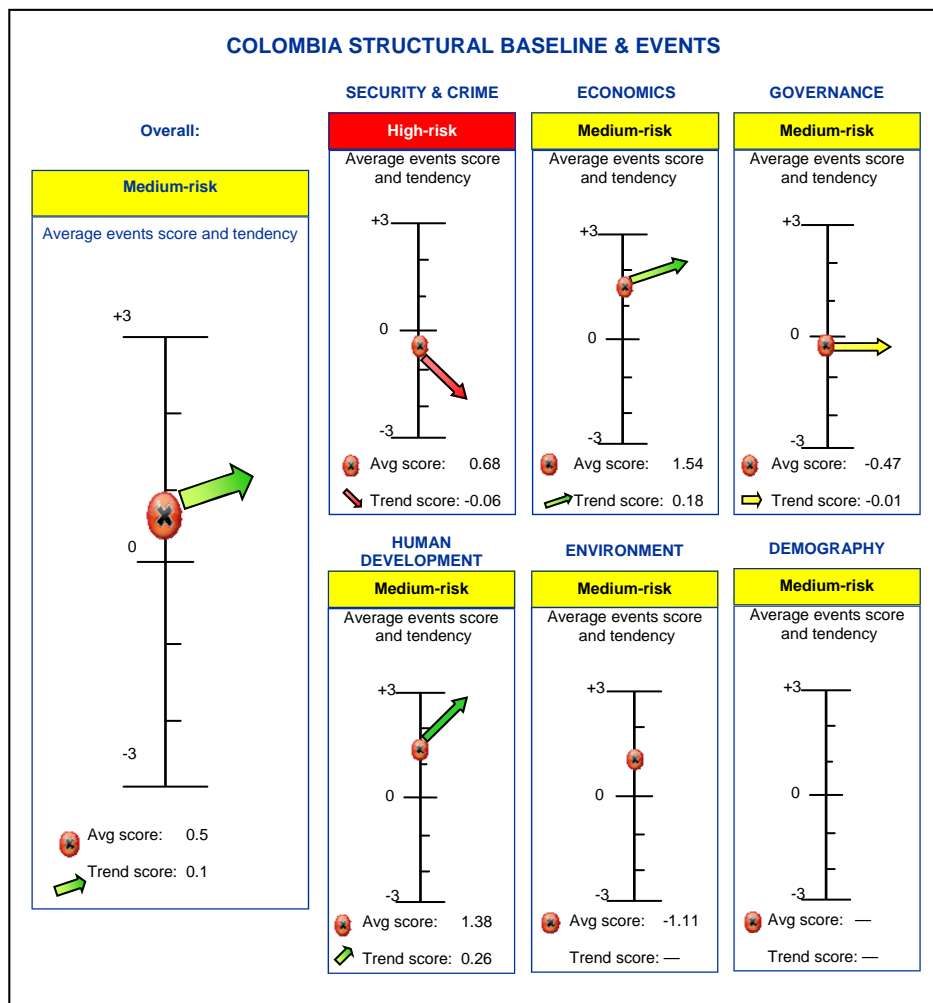 COLOMBIA STRUCTURAL BASELINE & EVENTS
Overall:
Medium-risk
Average events score and tendency
+3
0
-3
Avg score: 0.5
Trend score: 0.1
SECURITY & CRIME
High-risk
Average events score
and tendency
+3
0
-3
Avg score: 0.68
Trend score: -0.06
ECONOMICS
Medium-risk
Average events score
and tendency
+3
0
-3
Avg score: 1.54
Trend score: 0.18
GOVERNANCE
Medium-risk
Average events score
and tendency
+3
0
-3
Avg score: -0.47
Trend score: -0.01
HUMAN
DEVELOPMENT
Medium-risk
Average events score
and tendency
+3
0
-3
Avg score: 1.38
Trend score: 0.26
ENVIRONMENT
Medium-risk
Average events score
and tendency
+3
0
-3
Avg score: -1.11
Trend score: —
DEMOGRAPHY
Medium-risk
Average events score
and tendency
+3
0
-3
Avg score: —
Trend score: —